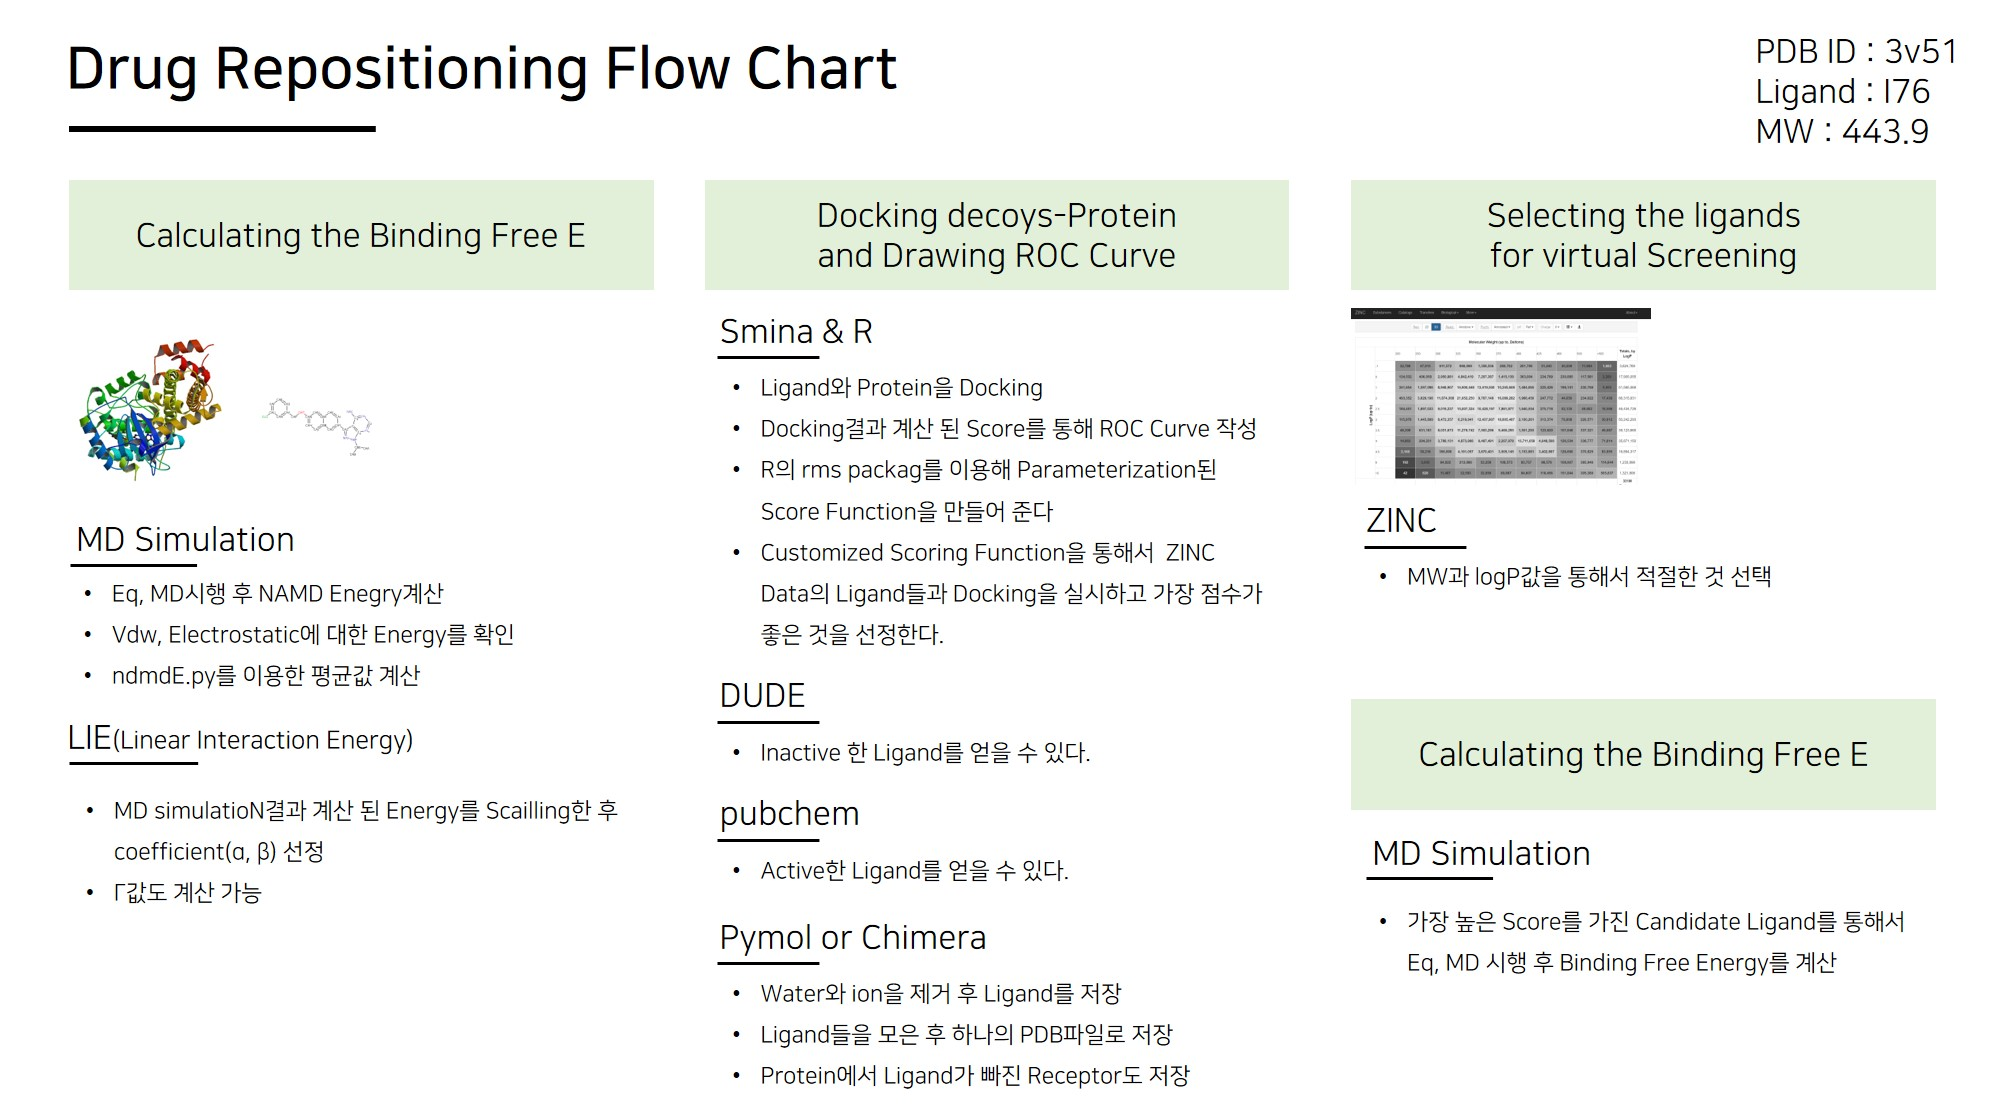 Drug Repositioning Flow Chart
PDB ID : 3v51
Ligand : I76
MW : 443.9
Calculating the Binding Free E
MD Simulation
• Eq, MD시행 후 NAMD Enegry계산
• Vdw, Electrostatic에 대한 Energy를 확인
• ndmdE.py를 이용한 평균값 계산
LIE(Linear Interaction Energy)
• MD simulatioN결과 계산 된 Energy를 Scailling한 후
coefficient(α, β) 선정
• Γ값도 계산 가능
Docking decoys-Protein
and Drawing ROC Curve
Smina & R
• Ligand와 Protein을 Docking
• Docking결과 계산 된 Score를 통해 ROC Curve 작성
• R의 rms packag를 이용해 Parameterization된
Score Function을 만들어 준다
• Customized Scoring Function을 통해서 ZINC
Data의 Ligand들과 Docking을 실시하고 가장 점수가
좋은 것을 선정한다.
DUDE
• Inactive 한 Ligand를 얻을 수 있다.
pubchem
• Active한 Ligand를 얻을 수 있다.
Pymol or Chimera
• Water와 ion을 제거 후 Ligand를 저장
• Ligand들을 모은 후 하나의 PDB파일로 저장
• Protein에서 Ligand가 빠진 Receptor도 저장
Selecting the ligands
for virtual Screening
ZINC
• MW과 logP값을 통해서 적절한 것 선택
Calculating the Binding Free E
MD Simulation
• 가장 높은 Score를 가진 Candidate Ligand를 통해서
Eq, MD 시행 후 Binding Free Energy를 계산